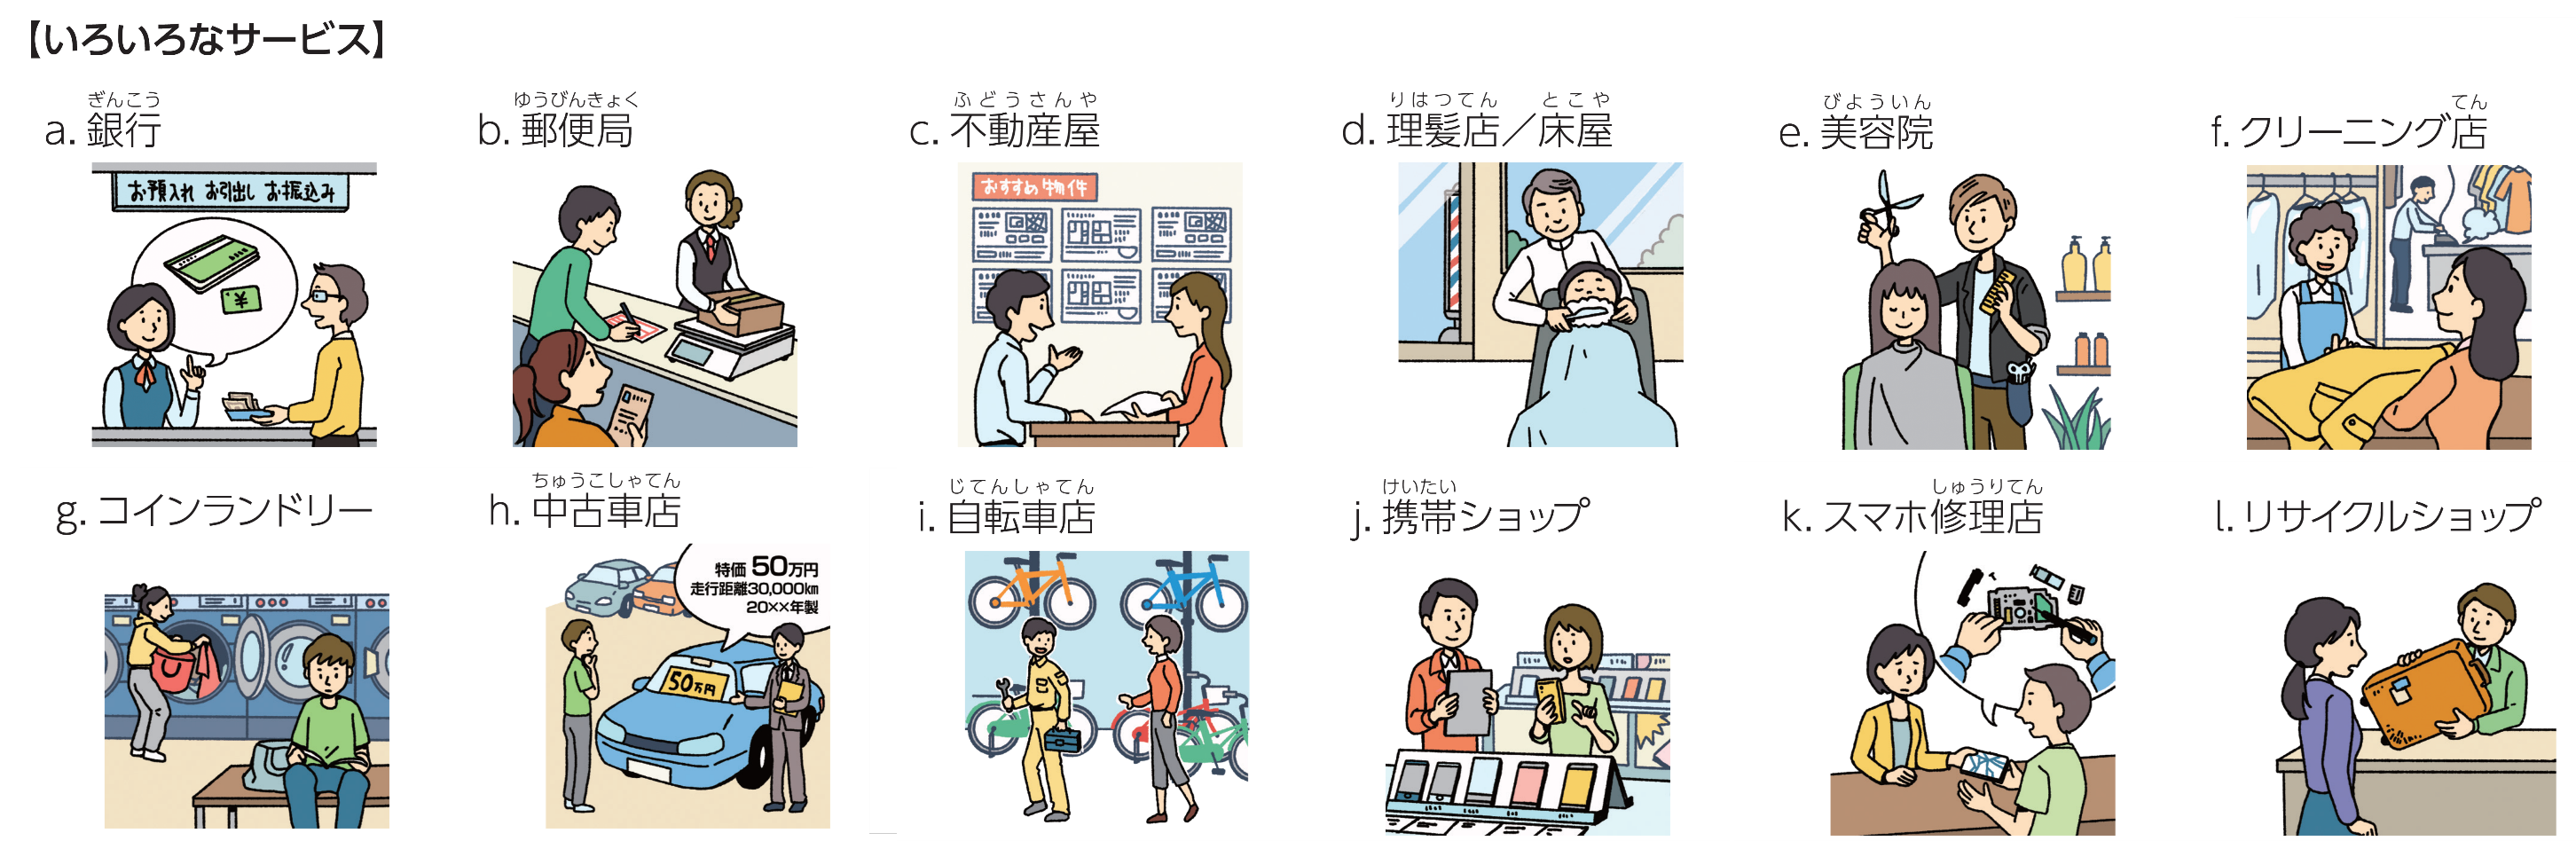 【いろいろなサービス】
ぎんこう
a. 銀行
お預入れ お引出し お振込み
¥
ゆうびんきょく
b. 郵便局
ふどうさんや
c. 不動産屋
おすすめ物件
りはつてん とこや
d. 理髪店／床屋
びよういん
e. 美容院
てん
f. クリーニング店
g. コインランドリー
ちゅうこしゃてん
h. 中古車店
特価 50万円
走行距離30,000km
20××年製
50万円
じてんしゃてん
i. 自転車店
けいたい
j. 携帯ショップ
しゅうりてん
k. スマホ修理店
l. リサイクルショップ